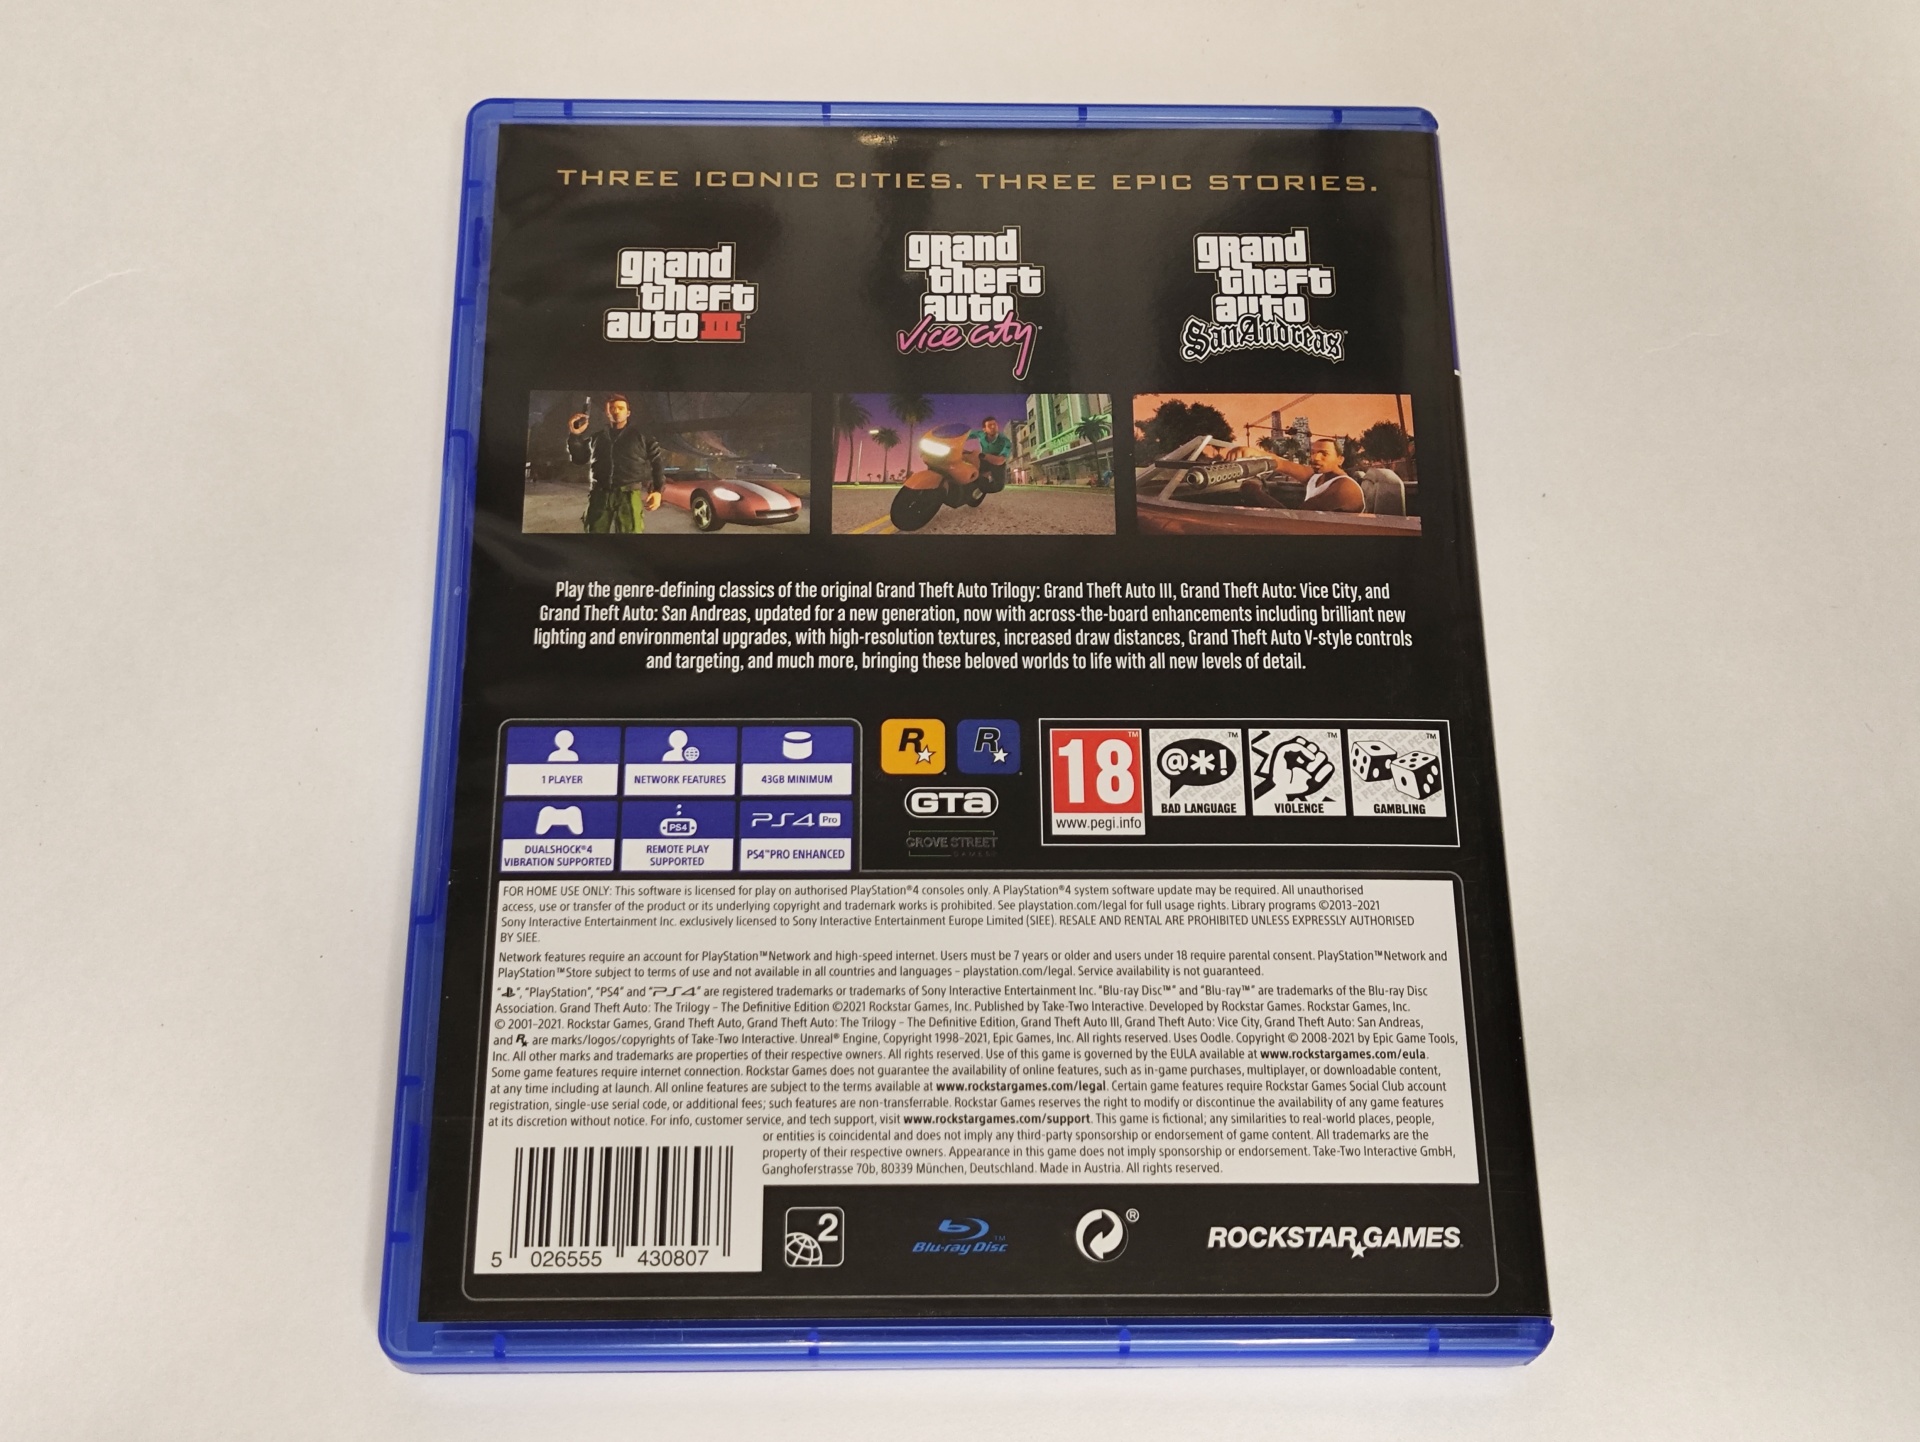 THREE ICONIC CITIES. THREE EPIC STORIES.
grand
theft
auto III
grand
theft
auto
Vice City
grand
theft
auto
San Andreas
Play the genre-defining classics of the original Grand Theft Auto Trilogy: Grand Theft Auto III, Grand Theft Auto: Vice City, and
Grand Theft Auto: San Andreas, updated for a new generation, now with across-the-board enhancements including brilliant new
lighting and environmental upgrades, with high-resolution textures, increased draw distances, Grand Theft Auto V-style controls
and targeting, and much more, bringing these beloved worlds to life with all new levels of detail.
1 PLAYER
NETWORK FEATURES
43GB MINIMUM
DUALSHOCK®4
VIBRATION SUPPORTED
PS4
REMOTE PLAY
SUPPORTED
PS4 Pro
PS4™PRO ENHANCED
R
R
GTA
GROVE STREET
GAMES
18™
www.pegi.info
@*!
BAD LANGUAGE
VIOLENCE
GAMBLING
FOR HOME USE ONLY: This software is licensed for play on authorised PlayStation®4 consoles only. A PlayStation®4 system software update may be required. All unauthorised
access, use or transfer of the product or its underlying copyright and trademark works is prohibited. See playstation.com/legal for full usage rights. Library programs ©2013-2021
Sony Interactive Entertainment Inc. exclusively licensed to Sony Interactive Entertainment Europe Limited (SIEE). RESALE AND RENTAL ARE PROHIBITED UNLESS EXPRESSLY AUTHORISED
BY SIEE.
Network features require an account for PlayStation™Network and high-speed internet. Users must be 7 years or older and users under 18 require parental consent. PlayStation™Network and
PlayStation™Store subject to terms of use and not available in all countries and languages – playstation.com/legal. Service availability is not guaranteed.
"PlayStation", "PS4" and "PS4" are registered trademarks or trademarks of Sony Interactive Entertainment Inc. "Blu-ray Disc™" and "Blu-ray™" are trademarks of the Blu-ray Disc
Association. Grand Theft Auto: The Trilogy – The Definitive Edition ©2021 Rockstar Games, Inc. Published by Take-Two Interactive. Developed by Rockstar Games. Rockstar Games, Inc.
© 2001-2021. Rockstar Games, Grand Theft Auto, Grand Theft Auto: The Trilogy – The Definitive Edition, Grand Theft Auto III, Grand Theft Auto: Vice City, Grand Theft Auto: San Andreas,
and R are marks/logos/copyrights of Take-Two Interactive. Unreal® Engine, Copyright 1998-2021, Epic Games, Inc. All rights reserved. Uses Oodle. Copyright © 2008-2021 by Epic Game Tools,
Inc. All other marks and trademarks are properties of their respective owners. All rights reserved. Use of this game is governed by the EULA available at www.rockstargames.com/eula.
Some game features require internet connection. Rockstar Games does not guarantee the availability of online features, such as in-game purchases, multiplayer, or downloadable content,
at any time including at launch. All online features are subject to the terms available at www.rockstargames.com/legal. Certain game features require Rockstar Games Social Club account
registration, single-use serial code, or additional fees; such features are non-transferrable. Rockstar Games reserves the right to modify or discontinue the availability of any game features
at its discretion without notice. For info, customer service, and tech support, visit www.rockstargames.com/support. This game is fictional; any similarities to real-world places, people,
or entities is coincidental and does not imply any third-party sponsorship or endorsement of game content. All trademarks are the
property of their respective owners. Appearance in this game does not imply sponsorship or endorsement. Take-Two Interactive GmbH,
Ganghoferstrasse 70b, 80339 München, Deutschland. Made in Austria. All rights reserved.
5 026555 430807
2
Blu-ray Disc™
®
ROCKSTAR GAMES